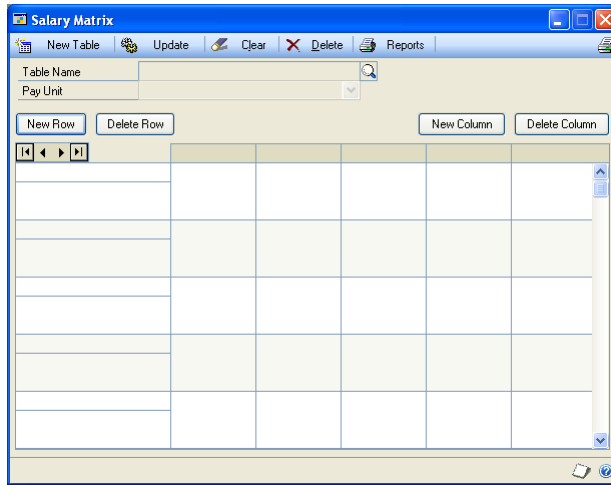 Salary Matrix
New Table Update Clear Delete Reports
Table Name
Pay Unit
New Row Delete Row New Column Delete Column